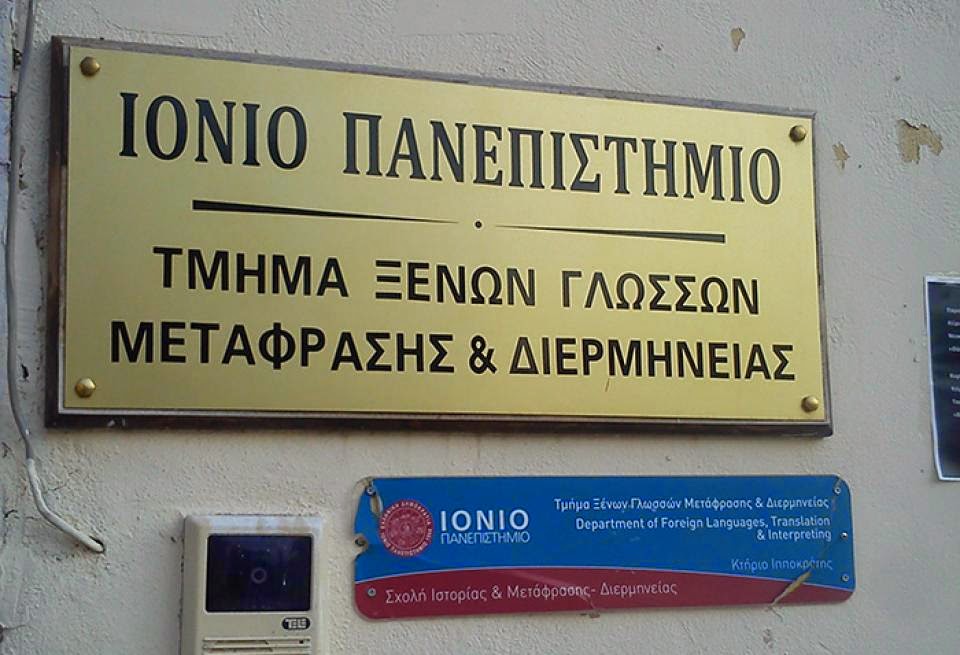 ΙΟΝΙΟ ΠΑΝΕΠΙΣΤΗΜΙΟ
ΤΜΗΜΑ ΞΕΝΩΝ ΓΛΩΣΣΩΝ
ΜΕΤΑΦΡΑΣΗΣ & ΔΙΕΡΜΗΝΕΙΑΣ
ΙΟΝΙΟ
ΠΑΝΕΠΙΣΤΗΜΙΟ
Τμήμα Ξένων Γλωσσών Μετάφρασης & Διερμηνείας
Department of Foreign Languages, Translation
& Interpreting
Κτήριο Ιπποκράτης
Σχολή Ιστορίας & Μετάφρασης- Διερμηνείας